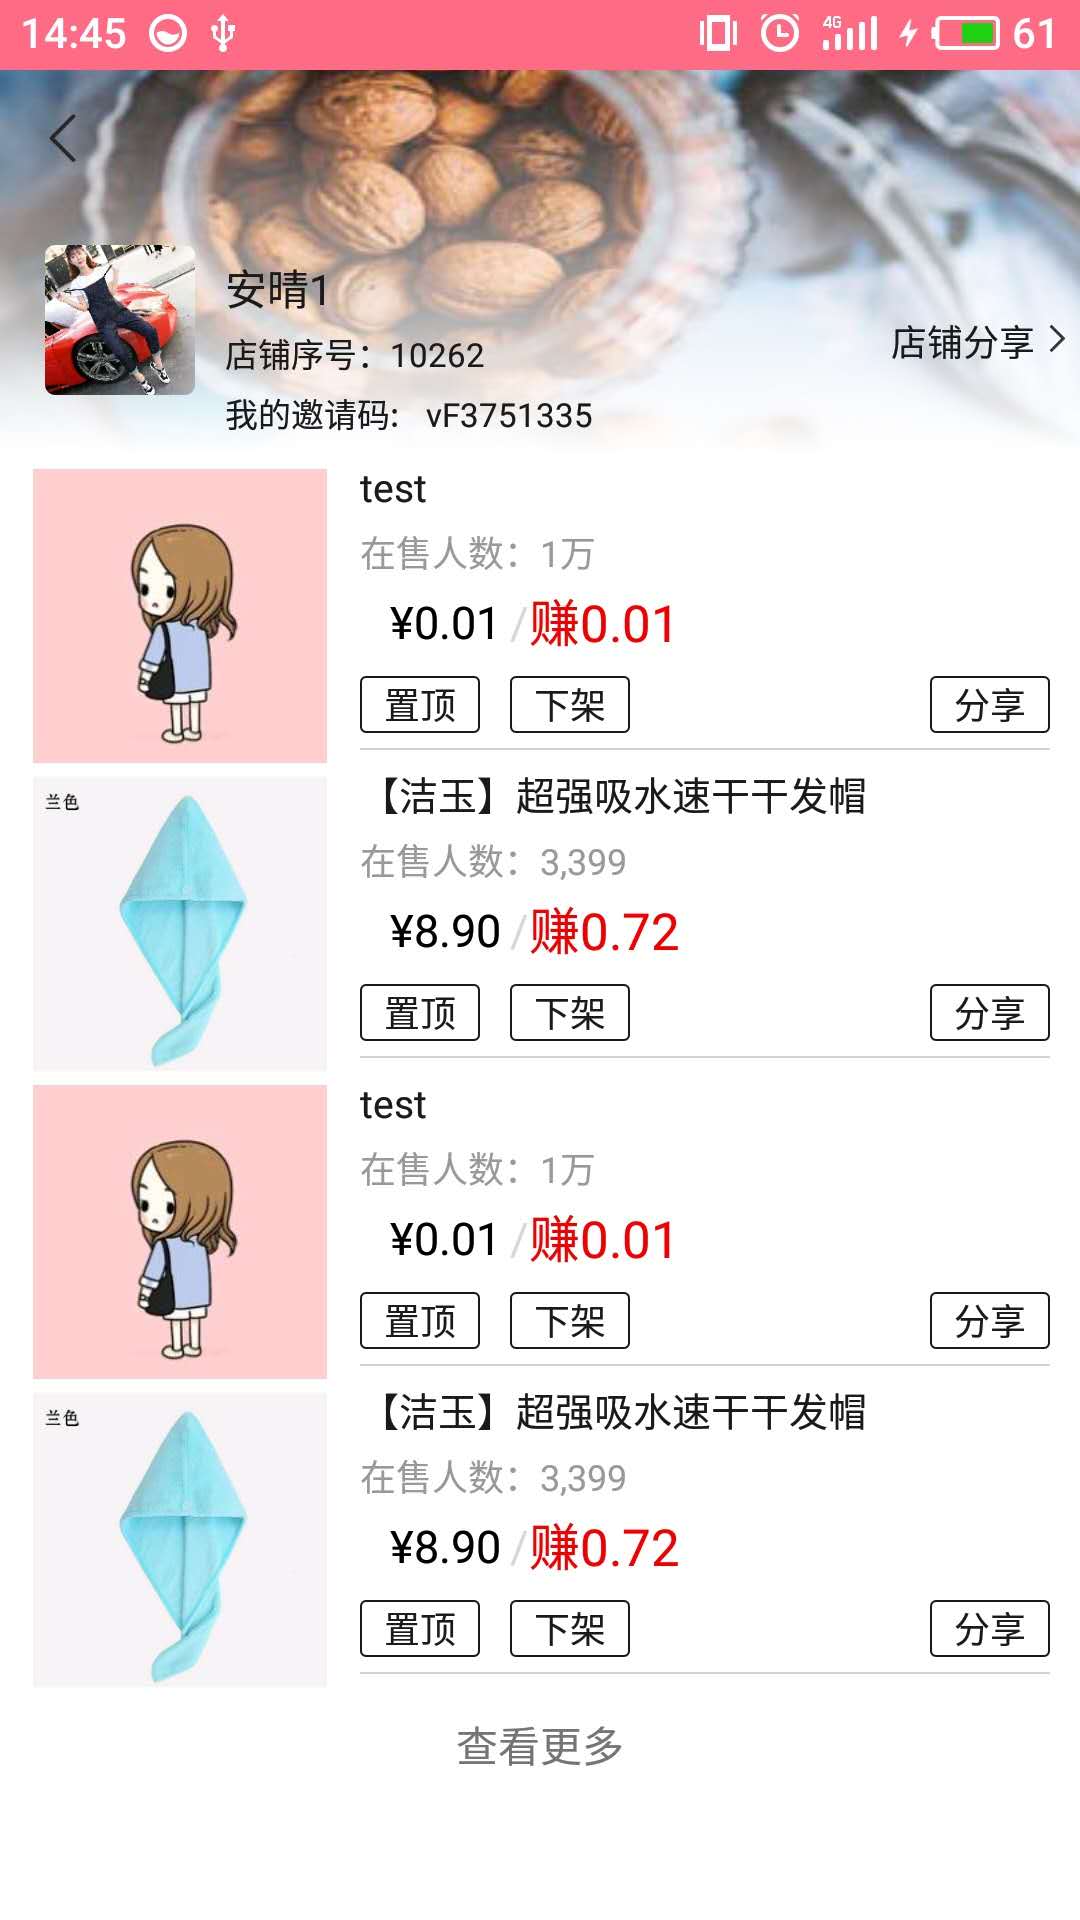 14:45
4G
61
安晴1
店铺序号：10262
店铺分享
我的邀请码: vF3751335
test
在售人数：1万
¥0.01 /赚0.01
置顶 下架 分享
兰色
【洁玉】超强吸水速干干发帽
在售人数：3,399
¥8.90 /赚0.72
置顶 下架 分享
test
在售人数：1万
¥0.01 /赚0.01
置顶 下架 分享
兰色
【洁玉】超强吸水速干干发帽
在售人数：3,399
¥8.90 /赚0.72
置顶 下架 分享
查看更多